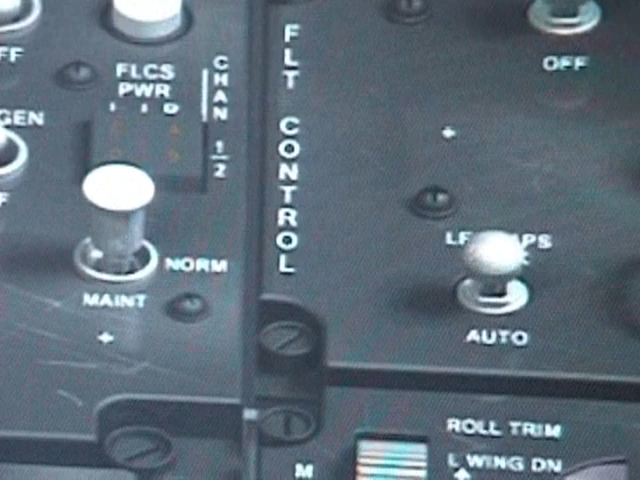 FF
FLCS
PWR
CHAN
1/2
GEN
F
NORM
MAINT
FLT CONTROL
OFF
AUTO
ROLL TRIM
L WING DN
M